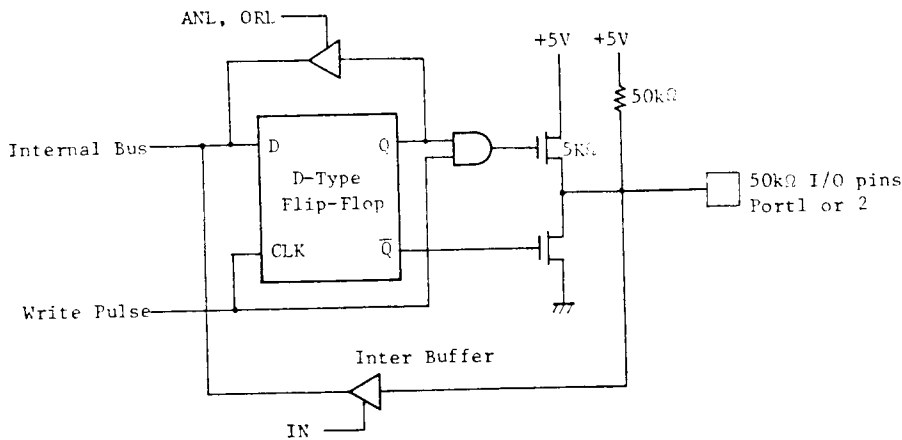 ANL, ORL
+5V
+5V
50kΩ
Internal Bus
D
Q
5KΩ
D-Type
Flip-Flop
50kΩ I/O pins
Port1 or 2
CLK
Q̅
Write Pulse
Inter Buffer
IN